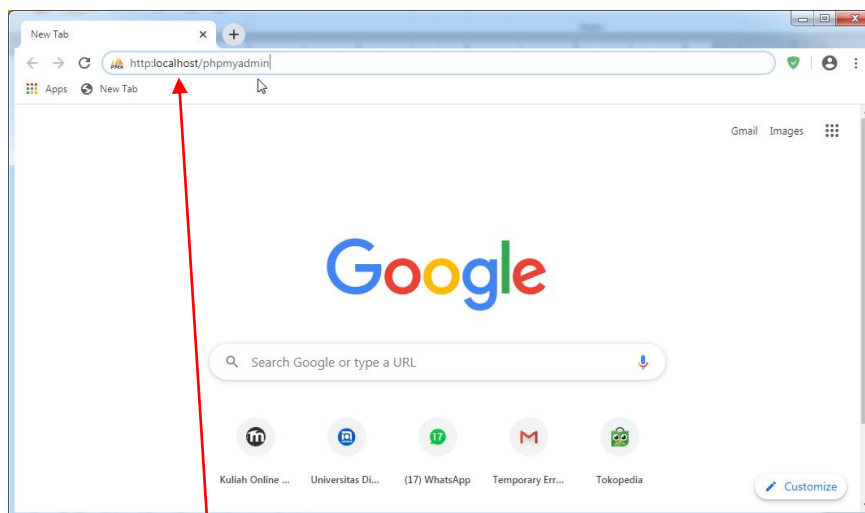 New Tab
http:localhost/phpmyadmin
Apps New Tab
Gmail Images
Google
Search Google or type a URL
Kuliah Online ... Universitas Di... (17) WhatsApp Temporary Err... Tokopedia
Customize